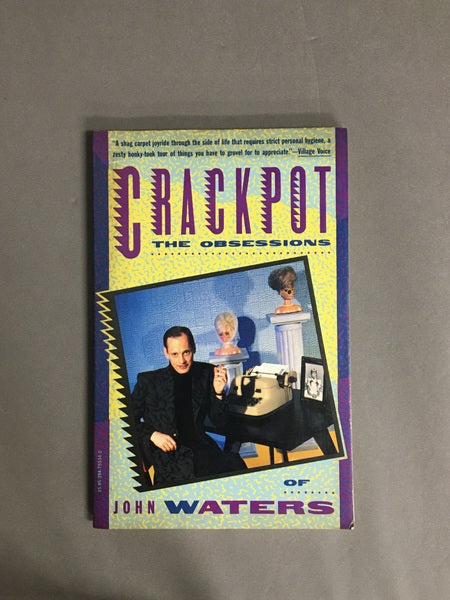 "A shag carpet joyride through the side of life that requires strict personal hygiene, a
zesty honky-tonk tour of things you have to grovel for to appreciate."—Village Voice
CRACKPOT
THE OBSESSIONS
OF
JOHN WATERS